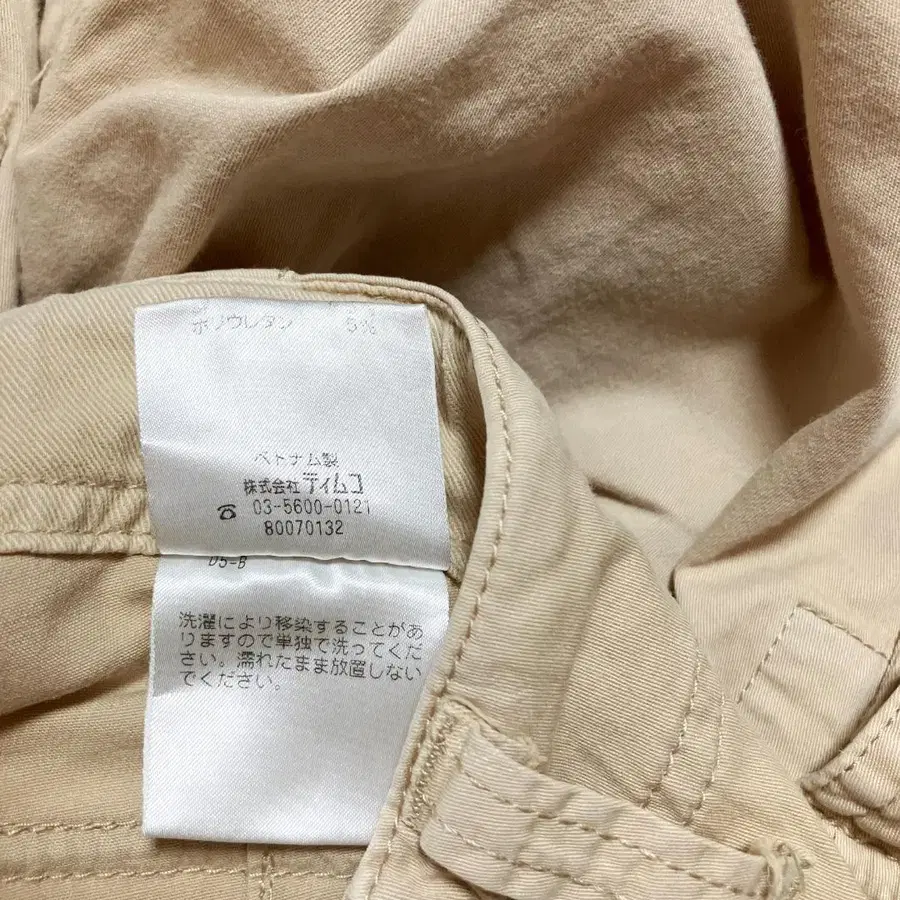 ポリウレタン 5%
ベトナム製
株式会社ティムコ
☎ 03-5600-0121
80070132
D5-B
洗濯により移染することがあ
りますので単独で洗ってくだ
さい。濡れたまま放置しない
でください。